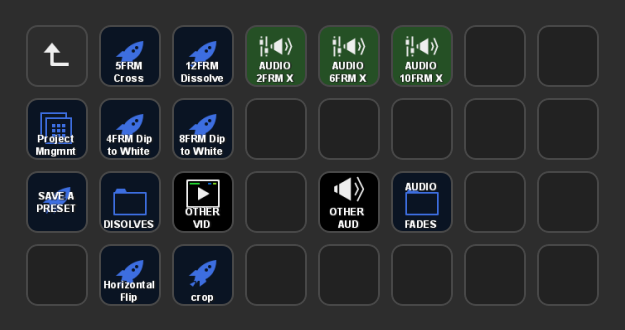 5FRM
Cross
12FRM
Dissolve
AUDIO
2FRM X
AUDIO
6FRM X
AUDIO
10FRM X
Project
Mngmnt
4FRM Dip
to White
8FRM Dip
to White
SAVE A
PRESET
DISOLVES
OTHER
VID
OTHER
AUD
AUDIO
FADES
Horizontal
Flip
crop